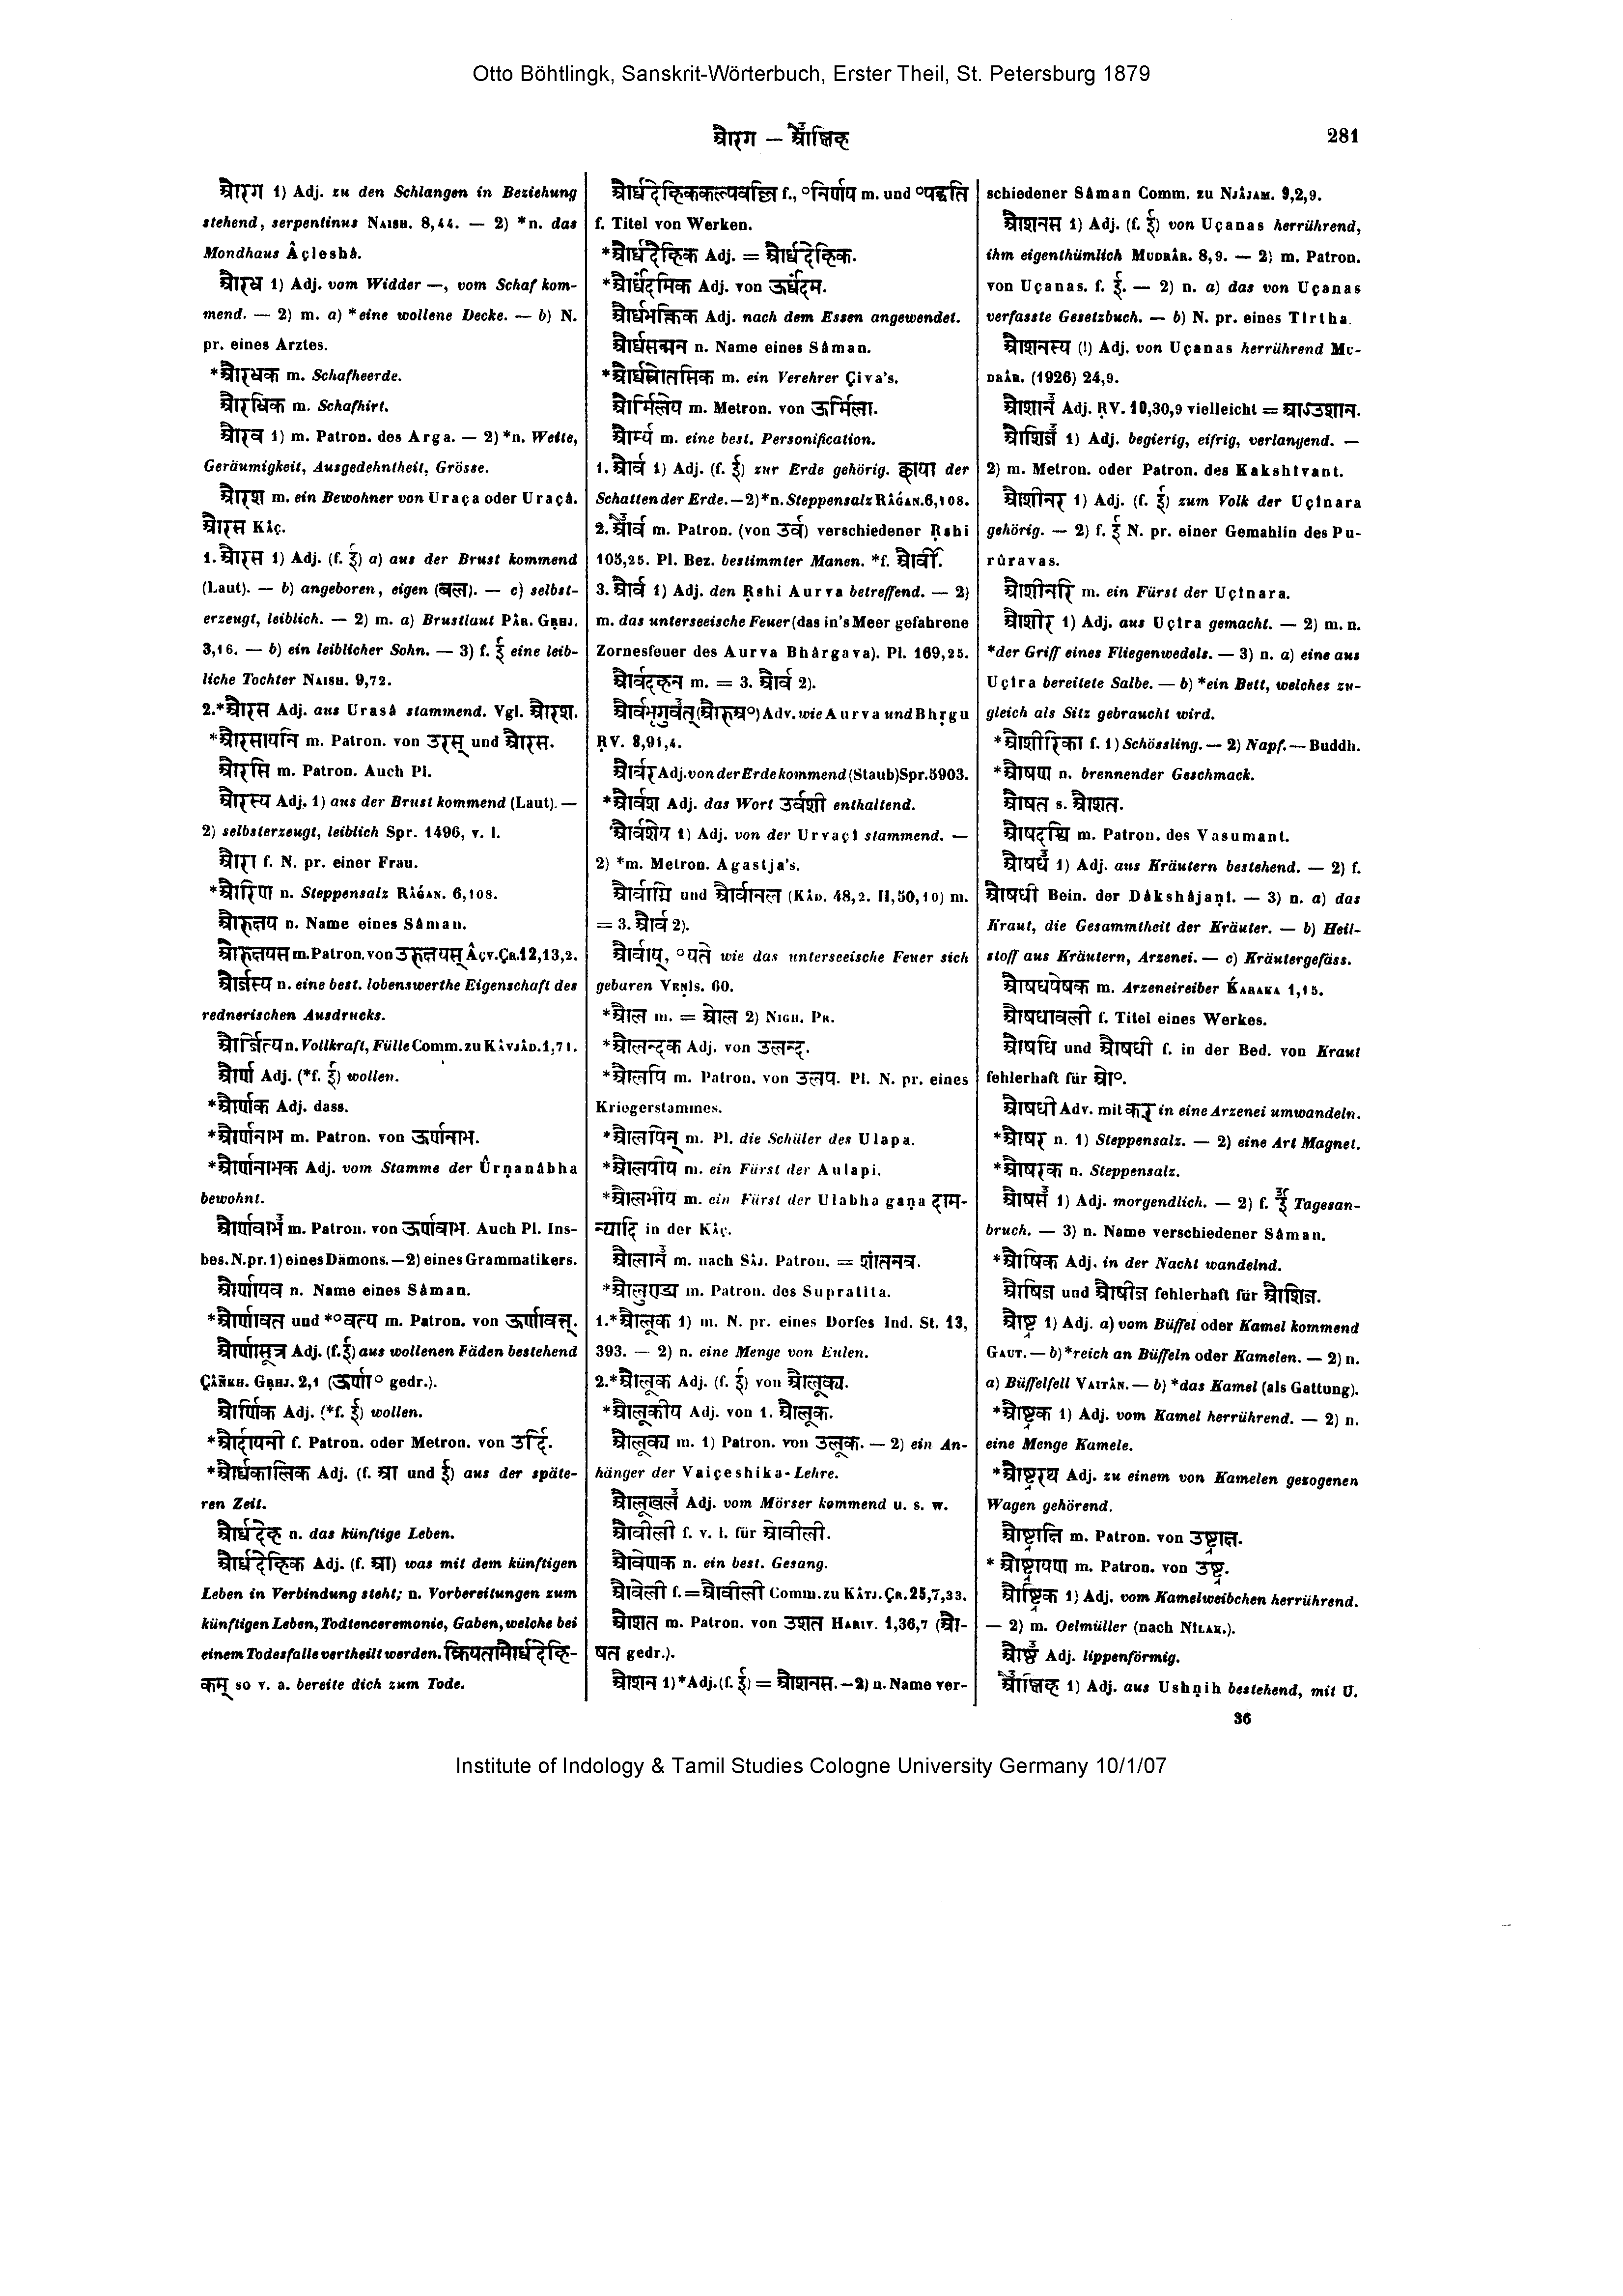 Otto Böhtlingk, Sanskrit-Wörterbuch, Erster Theil, St. Petersburg 1879
औरग — औष्णिह्
281
औरग 1) Adj. zu den Schlangen in Beziehung
stehend, serpentinus NAISH. 8,44. — 2) *n. das
Mondhaus Âçleshâ.
औरभ्र 1) Adj. vom Widder —, vom Schaf kom-
mend. — 2) m. a) *eine wollene Decke. — b) N.
pr. eines Arztes.
*औरभ्रक m. Schafheerde.
औरभ्रिक m. Schafhirt.
औरव 1) m. Patron. des Arga. — 2) *n. Weite,
Geräumigkeit, Ausgedehntheit, Grösse.
औरश m. ein Bewohner von Uraça oder Uraçâ.
औरस KÂÇ.
1. औरस 1) Adj. (f. ई) a) aus der Brust kommend
(Laut). — b) angeboren, eigen (बल). — c) selbst-
erzeugt, leiblich. — 2) m. a) Brustlaut PÂR. GṚHJ.
3,16. — b) ein leiblicher Sohn. — 3) f. ई eine leib-
liche Tochter NAISH. 9,72.
2. *औरस Adj. aus Urasâ stammend. Vgl. औरश.
*औरसायनि m. Patron. von उरस् und औरस.
औरसि m. Patron. Auch Pl.
औरस्य Adj. 1) aus der Brust kommend (Laut). —
2) selbsterzeugt, leiblich Spr. 1496, v. l.
औरा f. N. pr. einer Frau.
*औरिण n. Steppensalz RÂǴAN. 6,108.
औरुक्षय n. Name eines Sâman.
औरुक्षयस m. Patron. von उरुक्षयस् ÂÇV. ÇR. 12,13,2.
और्जस्य n. eine best. lobenswerthe Eigenschaft des
rednerischen Ausdrucks.
और्जित्य n. Vollkraft, Fülle Comm. zu KÂVJÂD. 1,71.
और्ण Adj. (*f. ई) wollen.
*और्णक Adj. dass.
*और्णनाभ m. Patron. von ऊर्णनाभ.
*और्णनाभक Adj. vom Stamme der Ûrṇanâbha
bewohnt.
और्णवाभ m. Patron. von ऊर्णवाभ. Auch Pl. Ins-
bes. N. pr. 1) eines Dämons. — 2) eines Grammatikers.
और्णायव n. Name eines Sâman.
*और्णावत und *°वत्य m. Patron. von ऊर्णावत्.
और्णासूत्र Adj. (f. ई) aus wollenen Fäden bestehend
ÇÂÑKH. GṚHJ. 2,1 (ऊर्णा° gedr.).
और्णिक Adj. (*f. ई) wollen.
*और्दायनी f. Patron. oder Metron. von उर्दि.
*और्धकालिक Adj. (f. आ und ई) aus der späte-
ren Zeit.
और्धदेह n. das künftige Leben.
और्धदेहिक Adj. (f. आ) was mit dem künftigen
Leben in Verbindung steht; n. Vorbereitungen zum
künftigen Leben, Todtenceremonie, Gaben, welche bei
einem Todesfalle vertheilt werden. क्रियतामौर्धदेहि-
कम् so v. a. bereite dich zum Tode.
और्धदेहिककल्पवल्लि f., °निर्णय m. und °पद्धति
f. Titel von Werken.
*और्धदैहिक Adj. = और्धदेहिक.
*और्धंदमिक Adj. von ऊर्धंदम.
और्धभक्तिक Adj. nach dem Essen angewendet.
और्धसद्मन n. Name eines Sâman.
*और्धस्रोतसिक m. ein Verehrer Çiva's.
और्मिलेय m. Metron. von ऊर्मिला.
और्म्य m. eine best. Personification.
1. और्व 1) Adj. (f. ई) zur Erde gehörig. छाया der
Schatten der Erde. — 2) *n. Steppensalz RÂǴAN. 6,108.
2. और्व m. Patron. (von उर्व) verschiedener Ṛshi
105,25. Pl. Bez. bestimmter Manen. *f. और्वी.
3. और्व 1) Adj. den Ṛshi Aurva betreffend. — 2)
m. das unterseeische Feuer (das in's Meer gefahrene
Zornesfeuer des Aurva Bhârgava). Pl. 169,25.
और्वदहन m. = 3. और्व 2).
और्वभृगुवत् (औरुअ°) Adv. wie Aurva und Bhṛgu
ṚV. 8,91,4.
और्वर Adj. von der Erde kommend (Staub) Spr. 5903.
*और्वश Adj. das Wort उर्वशी enthaltend.
और्वशेय 1) Adj. von der Urvaçî stammend. —
2) *m. Metron. Agastja's.
और्वाग्नि und और्वानल (KÂD. 48,2. II,50,10) m.
= 3. और्व 2).
और्वाय्, °यते wie das unterseeische Feuer sich
geburen VṚNIS. 60.
*औल m. = ओल 2) NIGH. PR.
*औलन्दक Adj. von उलन्द.
*औलपि m. Patron. von उलप. Pl. N. pr. eines
Kriegerstammes.
*औलपिन् m. Pl. die Schüler des Ulapa.
*औलपीय m. ein Fürst der Aulapi.
*औलभीय m. ein Fürst der Ulabha gaṇa दाम-
न्यादि in der KÂÇ.
औलान m. nach SÂJ. Patron. = शांतनव.
*औलुण्ड्य m. Patron. des Supratîta.
1. *औलूक 1) m. N. pr. eines Dorfes Ind. St. 13,
393. — 2) n. eine Menge von Eulen.
2. *औलूक Adj. (f. ई) von औलूक्य.
*औलूकीय Adj. von 1. औलूक.
औलूक्य m. 1) Patron. von उलूक. — 2) ein An-
hänger der Vaiçeshika-Lehre.
औलूखल Adj. vom Mörser kommend u. s. w.
औवीली f. v. l. für ओवीली.
औवेणक n. ein best. Gesang.
औवेली f. = औवीली Comm. zu KÂTJ. ÇR. 25,7,33.
औशत m. Patron. von उशत HARIV. 1,36,7 (औ-
षत gedr.).
औशन 1) *Adj. (f. ई) = औशनस. — 2) n. Name ver-
schiedener Sâman Comm. zu NJÂJAM. 9,2,9.
औशनस 1) Adj. (f. ई) von Uçanas herrührend,
ihm eigenthümlich MUDRÂR. 8,9. — 2) m. Patron.
von Uçanas. f. ई. — 2) n. a) das von Uçanas
verfasste Gesetzbuch. — b) N. pr. eines Tîrtha.
औशनस्य (!) Adj. von Uçanas herrührend MU-
DRÂR. (1926) 24,9.
औशान Adj. ṚV. 10,30,9 vielleicht = आऽउशान.
औशिज 1) Adj. begierig, eifrig, verlangend. —
2) m. Metron. oder Patron. des Kakshîvant.
औशीनर 1) Adj. (f. ई) zum Volk der Uçînara
gehörig. — 2) f. ई N. pr. einer Gemahlin des Pu-
rûravas.
औशीनरि m. ein Fürst der Uçînara.
औशीर 1) Adj. aus Uçîra gemacht. — 2) m. n.
*der Griff eines Fliegenwedels. — 3) n. a) eine aus
Uçîra bereitete Salbe. — b) *ein Bett, welches zu-
gleich als Sitz gebraucht wird.
*औशीरिका f. 1) Schössling. — 2) Napf. — Buddh.
*औषण n. brennender Geschmack.
औषत s. औशत.
औषदश्वि m. Patron. des Vasumant.
औषध 1) Adj. aus Kräutern bestehend. — 2) f.
औषधी Bein. der Dâkshâjaṇî. — 3) n. a) das
Kraut, die Gesammtheit der Kräuter. — b) Heil-
stoff aus Kräutern, Arzenei. — c) Kräutergefäss.
औषधपेषक m. Arzeneireiber ḰARAKA 1,15.
औषधावली f. Titel eines Werkes.
औषधि und औषधी f. in der Bed. von Kraut
fehlerhaft für ओ°.
औषधी Adv. mit कर् in eine Arzenei umwandeln.
*औषर n. 1) Steppensalz. — 2) eine Art Magnet.
*औषरक n. Steppensalz.
औषस 1) Adj. morgendlich. — 2) f. ई Tagesan-
bruch. — 3) n. Name verschiedener Sâman.
*औषिक Adj. in der Nacht wandelnd.
औषिज und औषीज fehlerhaft für औशिज.
औष्ट्र 1) Adj. a) vom Büffel oder Kamel kommend
GAUT. — b) *reich an Büffeln oder Kamelen. — 2) n.
a) Büffelfell VAITÂN. — b) *das Kamel (als Gattung).
*औष्ट्रक 1) Adj. vom Kamel herrührend. — 2) n.
eine Menge Kamele.
*औष्ट्ररथ Adj. zu einem von Kamelen gezogenen
Wagen gehörend.
औष्ट्राक्षि m. Patron. von उष्ट्राक्ष.
*औष्ट्रायण m. Patron. von उष्ट्र.
औष्ट्रिक 1) Adj. vom Kamelweibchen herrührend.
— 2) m. Oelmüller (nach NÎLAK.).
औष्ठ Adj. lippenförmig.
औष्णिह 1) Adj. aus Ushṇih bestehend, mit U.
36
Institute of Indology & Tamil Studies Cologne University Germany 10/1/07